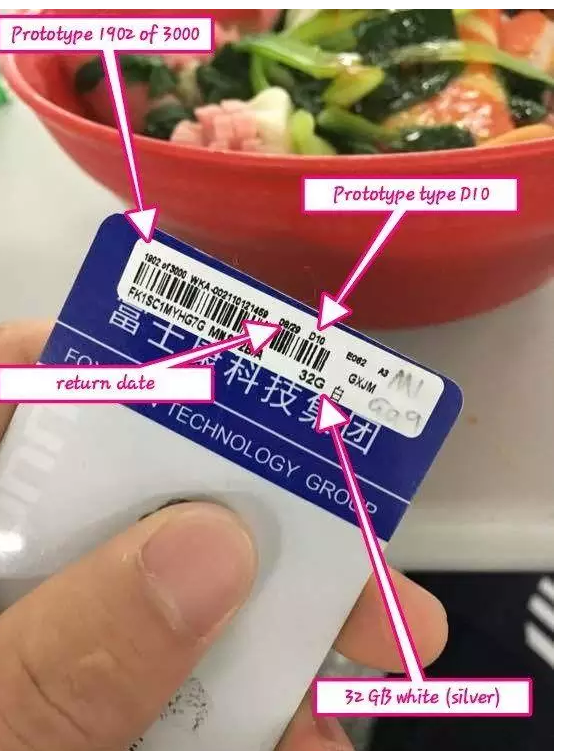 Prototype 1902 of 3000
Prototype type D10
1902 of 3000 WKA-002110121469 08/29 D10 E062 A3
FK1SC1MYHG7G 32G 白 GXJM
return date
富士康科技集团
TECHNOLOGY GROUP
32 GB white (silver)